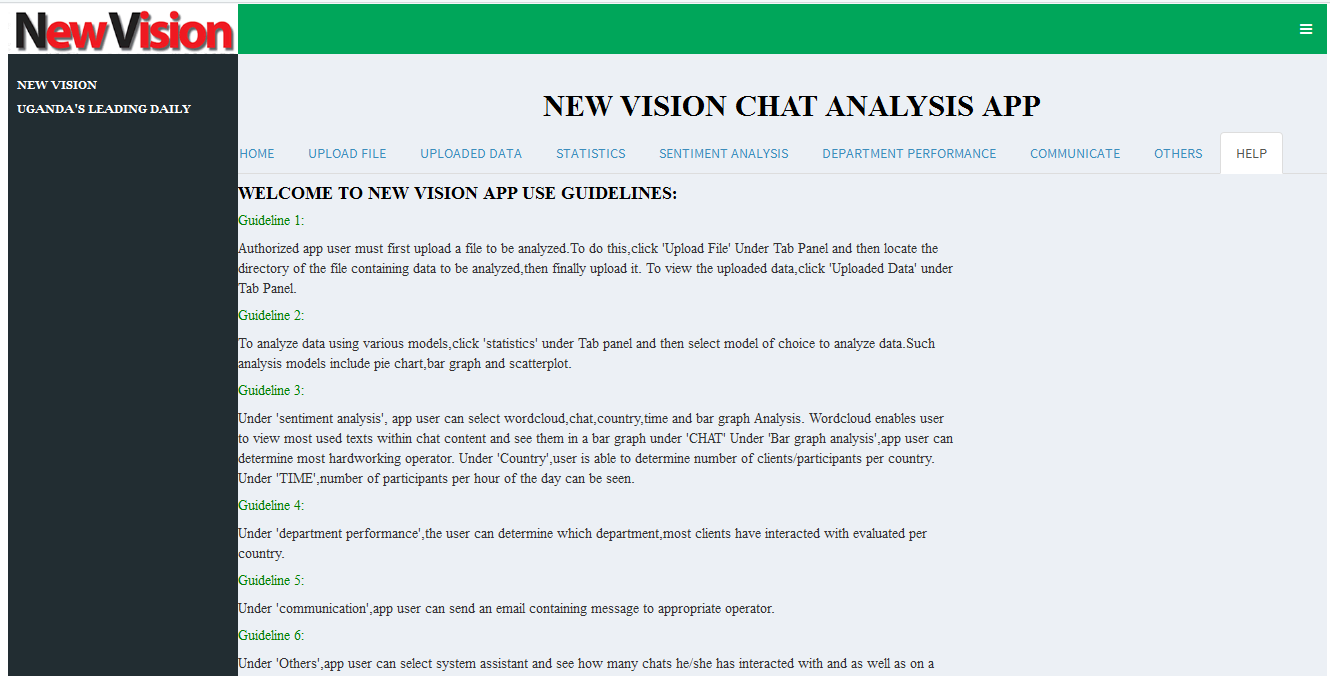 New Vision
NEW VISION
UGANDA'S LEADING DAILY
NEW VISION CHAT ANALYSIS APP
HOME UPLOAD FILE UPLOADED DATA STATISTICS SENTIMENT ANALYSIS DEPARTMENT PERFORMANCE COMMUNICATE OTHERS HELP
WELCOME TO NEW VISION APP USE GUIDELINES:
Guideline 1:
Authorized app user must first upload a file to be analyzed.To do this,click 'Upload File' Under Tab Panel and then locate the
directory of the file containing data to be analyzed,then finally upload it. To view the uploaded data,click 'Uploaded Data' under
Tab Panel.
Guideline 2:
To analyze data using various models,click 'statistics' under Tab panel and then select model of choice to analyze data.Such
analysis models include pie chart,bar graph and scatterplot.
Guideline 3:
Under 'sentiment analysis', app user can select wordcloud,chat,country,time and bar graph Analysis. Wordcloud enables user
to view most used texts within chat content and see them in a bar graph under 'CHAT' Under 'Bar graph analysis',app user can
determine most hardworking operator. Under 'Country',user is able to determine number of clients/participants per country.
Under 'TIME',number of participants per hour of the day can be seen.
Guideline 4:
Under 'department performance',the user can determine which department,most clients have interacted with evaluated per
country.
Guideline 5:
Under 'communication',app user can send an email containing message to appropriate operator.
Guideline 6:
Under 'Others',app user can select system assistant and see how many chats he/she has interacted with and as well as on a